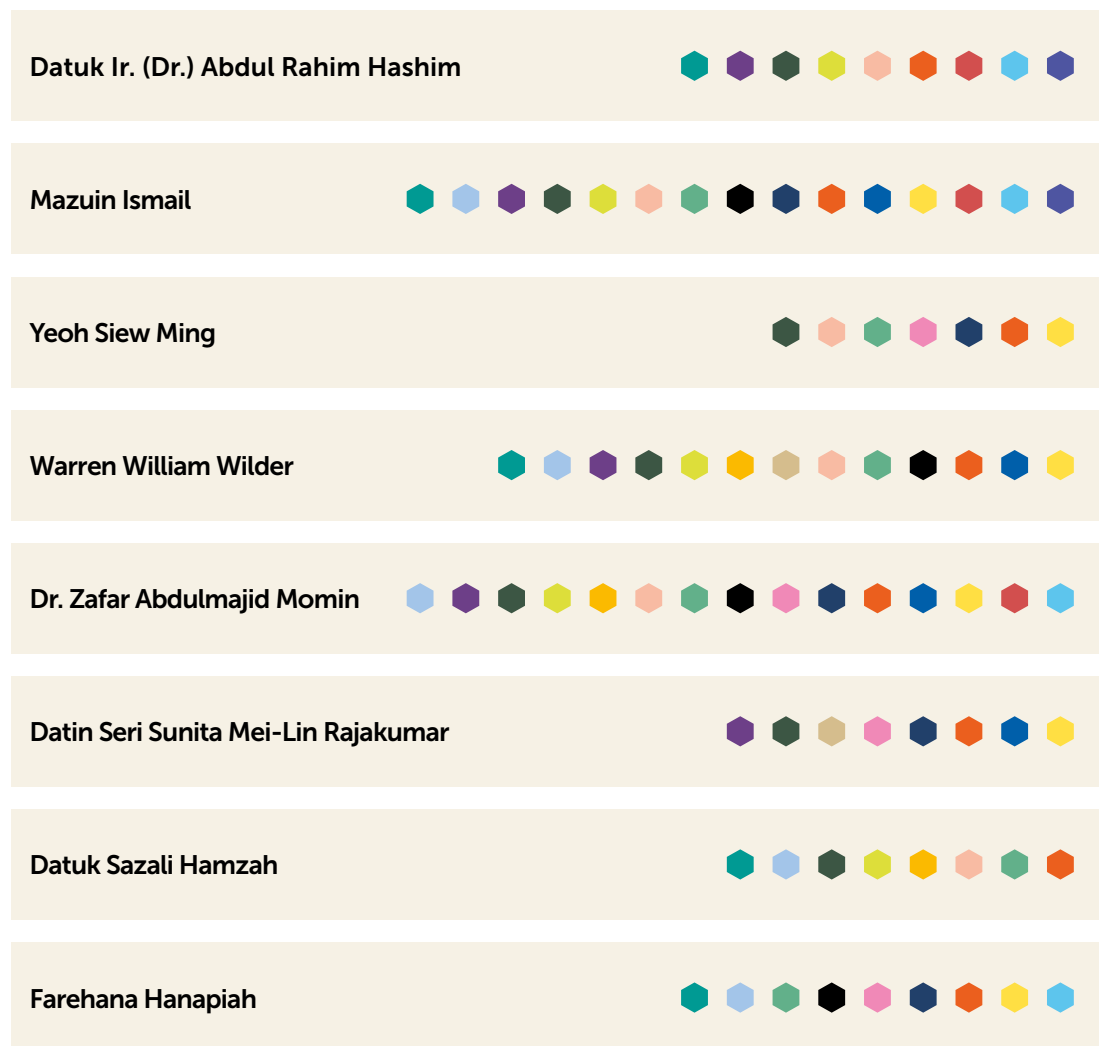 Datuk Ir. (Dr.) Abdul Rahim Hashim
Mazuin Ismail
Yeoh Siew Ming
Warren William Wilder
Dr. Zafar Abdulmajid Momin
Datin Seri Sunita Mei-Lin Rajakumar
Datuk Sazali Hamzah
Farehana Hanapiah